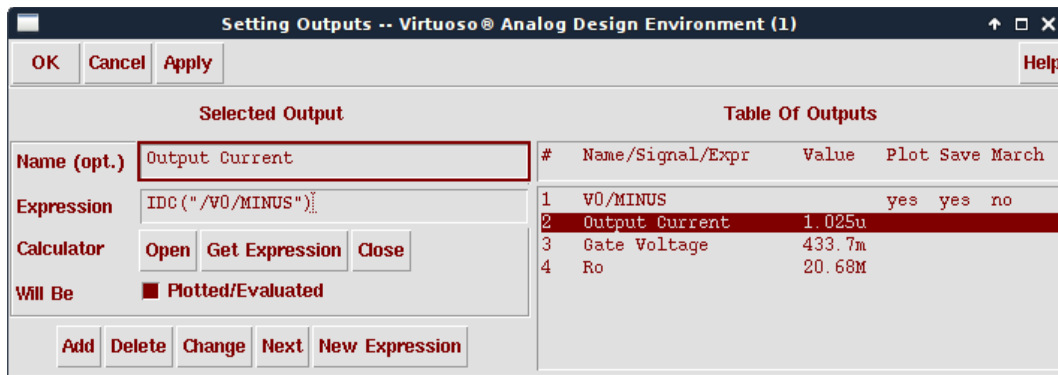 Setting Outputs -- Virtuoso® Analog Design Environment (1)
OK Cancel Apply Help
Selected Output
Name (opt.) Output Current
Expression IDC("/V0/MINUS")
Calculator Open Get Expression Close
Will Be Plotted/Evaluated
Add Delete Change Next New Expression
Table Of Outputs
# Name/Signal/Expr Value Plot Save March
1 V0/MINUS yes yes no
2 Output Current 1.025u
3 Gate Voltage 433.7m
4 Ro 20.68M